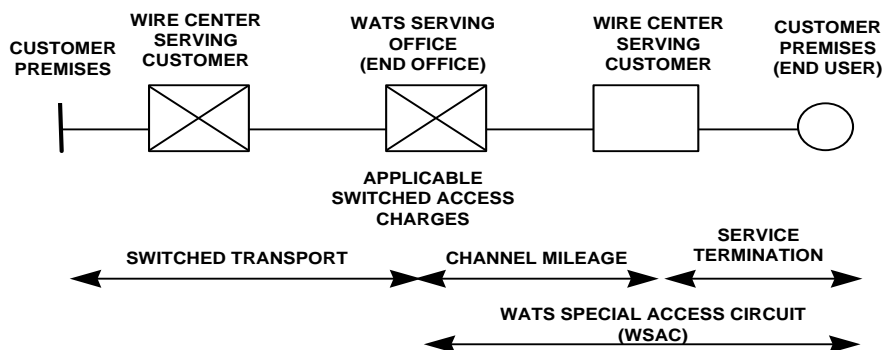 CUSTOMER
PREMISES
WIRE CENTER
SERVING
CUSTOMER
WATS SERVING
OFFICE
(END OFFICE)
WIRE CENTER
SERVING
CUSTOMER
CUSTOMER
PREMISES
(END USER)
APPLICABLE
SWITCHED ACCESS
CHARGES
SWITCHED TRANSPORT
CHANNEL MILEAGE
SERVICE
TERMINATION
WATS SPECIAL ACCESS CIRCUIT
(WSAC)